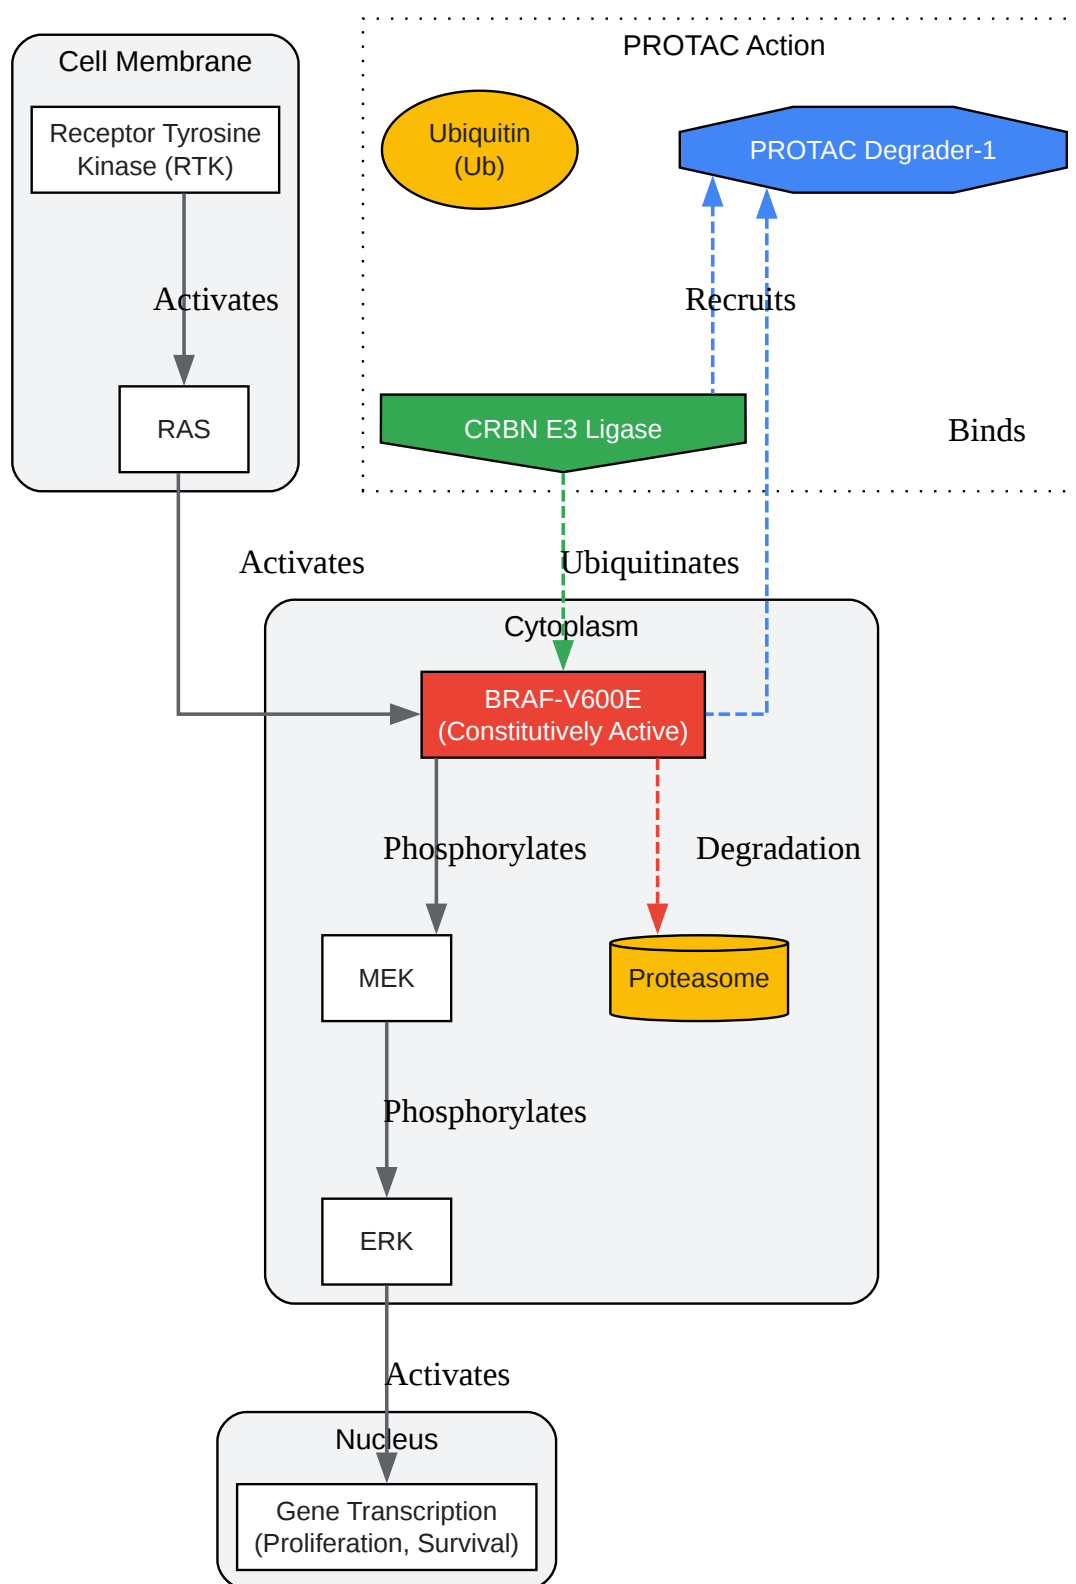 Cell Membrane
Receptor Tyrosine
Kinase (RTK)
Activates
RAS
PROTAC Action
Ubiquitin
(Ub)
PROTAC Degrader-1
Recruits
CRBN E3 Ligase
Binds
Activates
Ubiquitinates
Cytoplasm
BRAF-V600E
(Constitutively Active)
Phosphorylates
Degradation
MEK
Proteasome
Phosphorylates
ERK
Activates
Nucleus
Gene Transcription
(Proliferation, Survival)